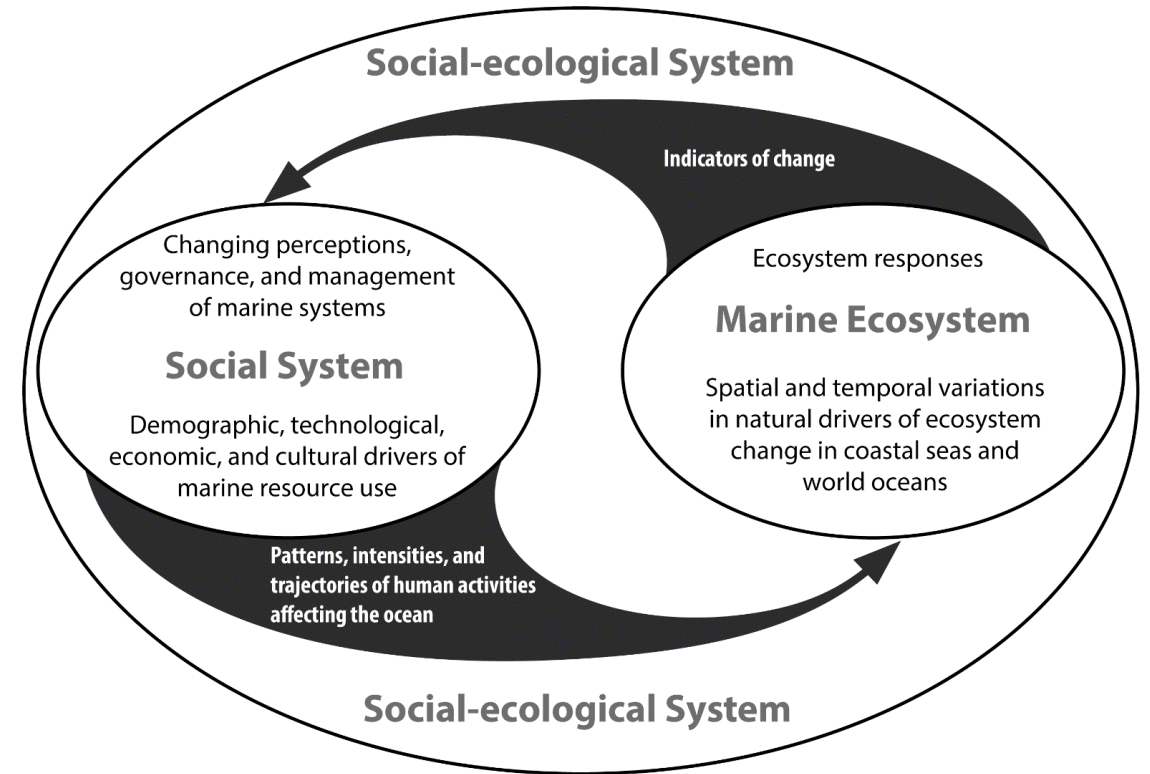 Social-ecological System
Indicators of change
Changing perceptions,
governance, and management
of marine systems
Social System
Demographic, technological,
economic, and cultural drivers of
marine resource use
Ecosystem responses
Marine Ecosystem
Spatial and temporal variations
in natural drivers of ecosystem
change in coastal seas and
world oceans
Patterns, intensities, and
trajectories of human activities
affecting the ocean
Social-ecological System